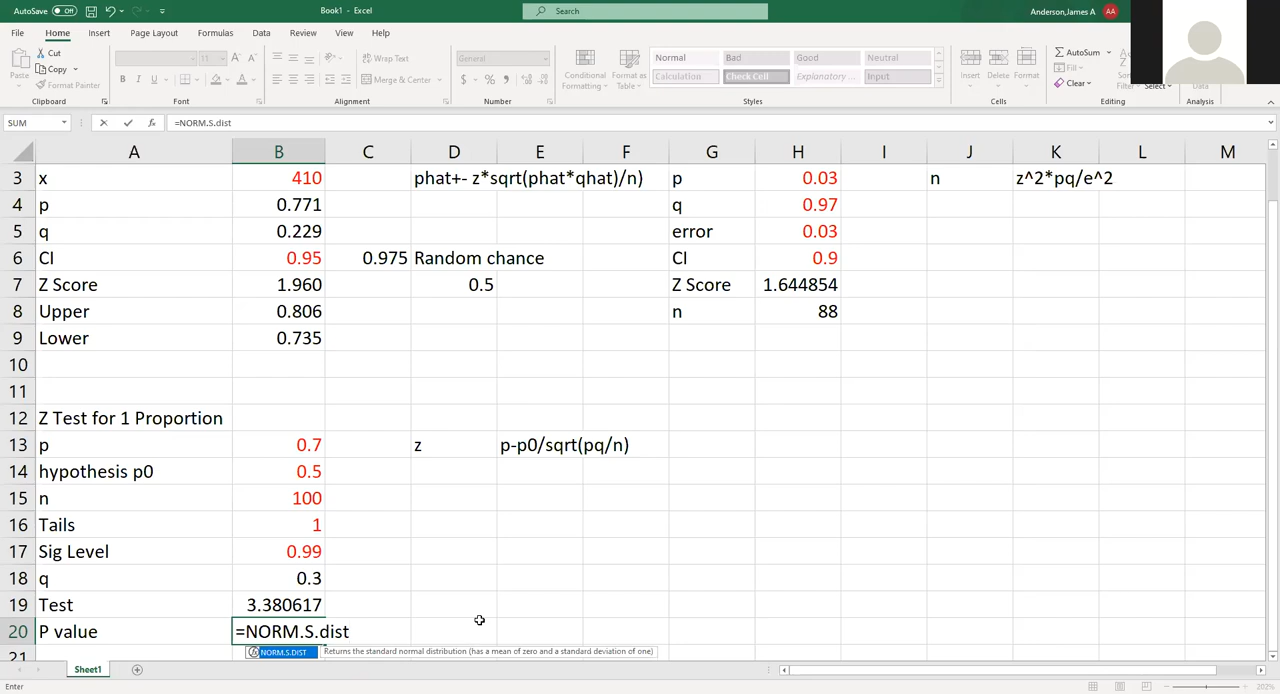 AutoSave Off Book1 - Excel Search Anderson,James A AA
File Home Insert Page Layout Formulas Data Review View Help
Paste Cut Copy Format Painter
B I U
Wrap Text Merge & Center
General $ %
Conditional Formatting Format as Table
Normal Bad Good Neutral
Calculation Check Cell Explanatory ... Input
Insert Delete Format
AutoSum Fill Clear
Clipboard Font Alignment Number Styles Cells Editing Analysis
SUM fx =NORM.S.dist
A B C D E F G H I J K L M
3 x 410 phat+- z*sqrt(phat*qhat)/n) p 0.03 n z^2*pq/e^2
4 p 0.771 q 0.97
5 q 0.229 error 0.03
6 CI 0.95 0.975 Random chance CI 0.9
7 Z Score 1.960 0.5 Z Score 1.644854
8 Upper 0.806 n 88
9 Lower 0.735
10
11
12 Z Test for 1 Proportion
13 p 0.7 z p-p0/sqrt(pq/n)
14 hypothesis p0 0.5
15 n 100
16 Tails 1
17 Sig Level 0.99
18 q 0.3
19 Test 3.380617
20 P value =NORM.S.dist
21 NORM.S.DIST Returns the standard normal distribution (has a mean of zero and a standard deviation of one)
Sheet1
Enter 202%